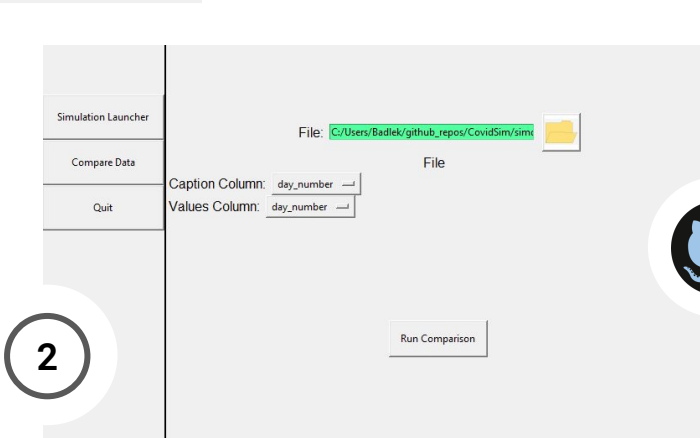 Simulation Launcher
Compare Data
Quit
File: C:/Users/Badlek/github_repos/CovidSim/simc
File
Caption Column: day_number
Values Column: day_number
Run Comparison
2